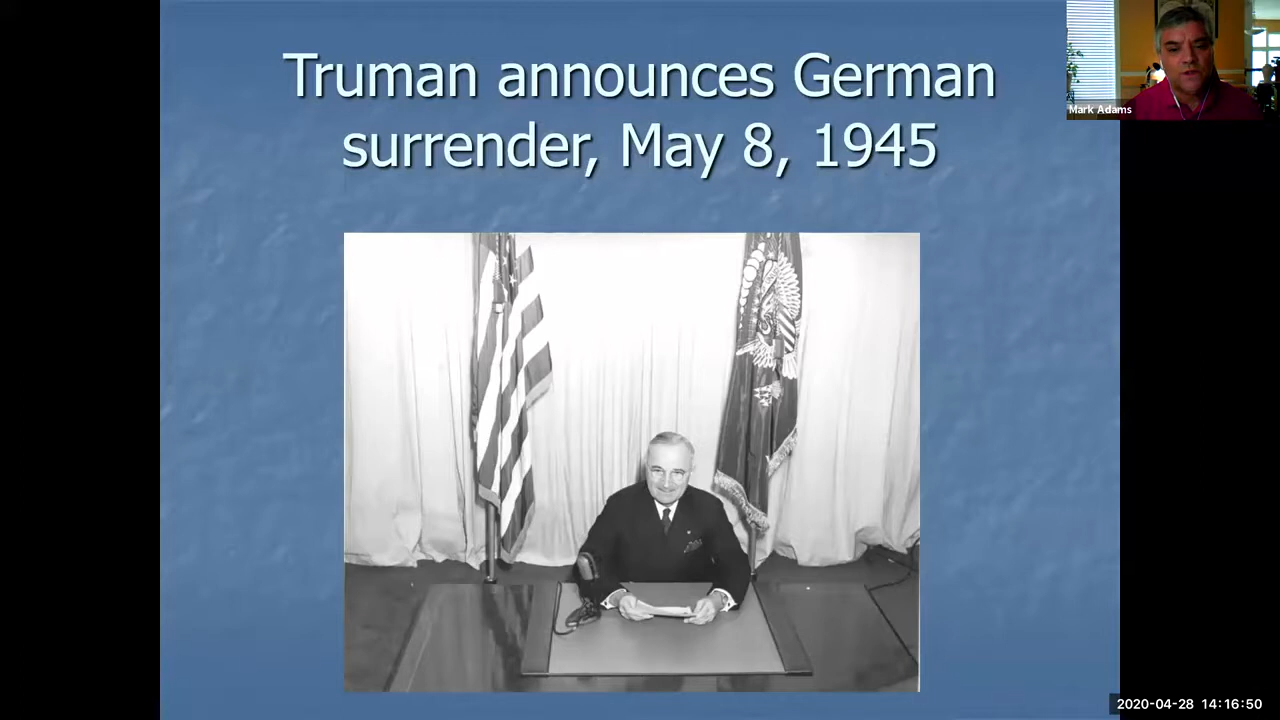 Truman announces German
surrender, May 8, 1945
Mark Adams
2020-04-28 14:16:50